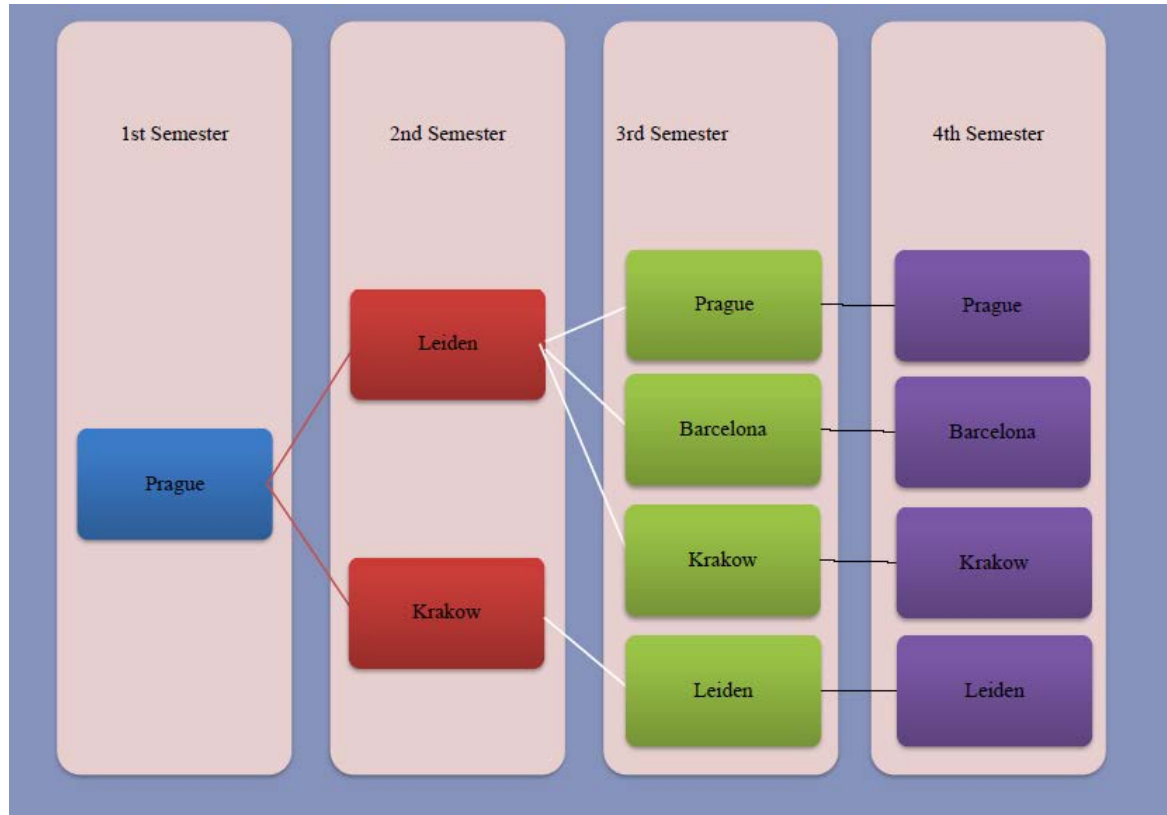 1st Semester
2nd Semester
3rd Semester
4th Semester
Prague
Leiden
Krakow
Prague
Barcelona
Krakow
Leiden
Prague
Barcelona
Krakow
Leiden